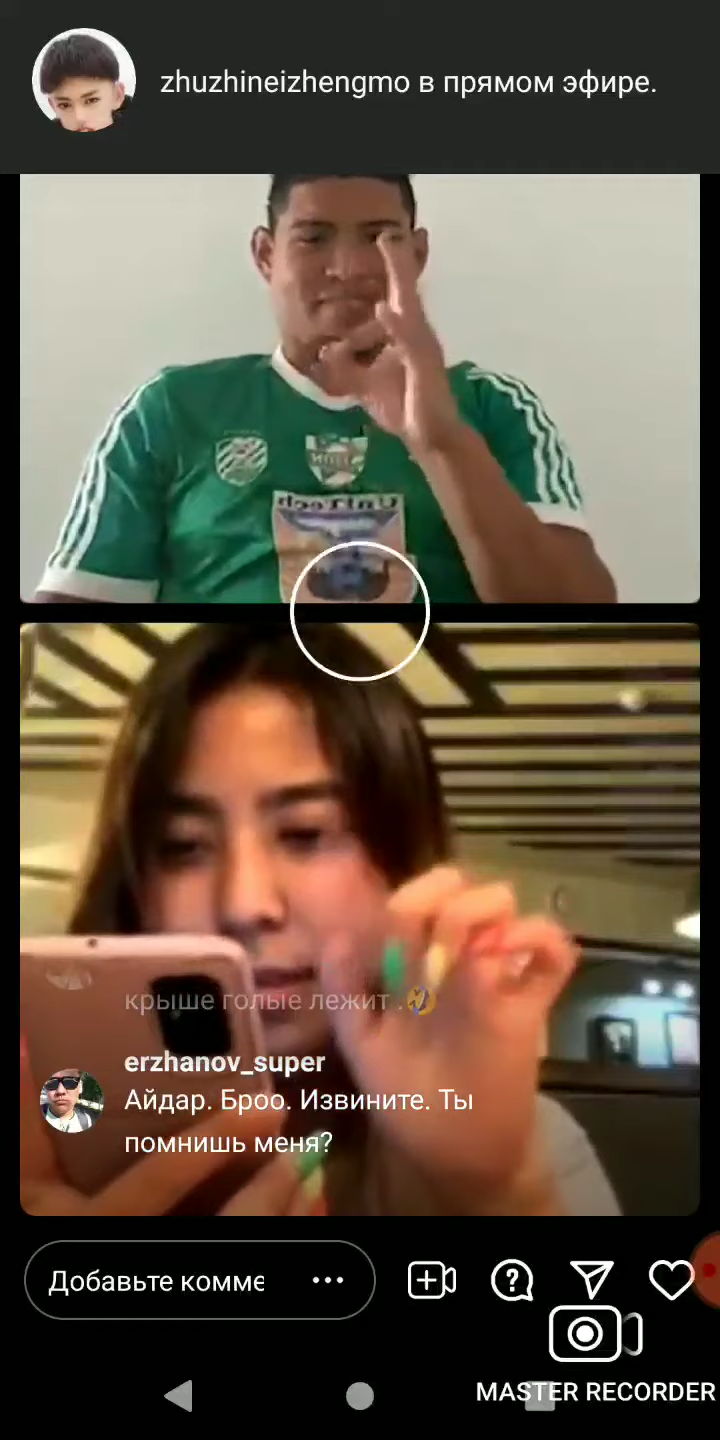 zhuzhineizhengmo в прямом эфире.
крыше голые лежит .🤣
erzhanov_super
Айдар. Броо. Извините. Ты
помнишь меня?
Добавьте комме
MASTER RECORDER